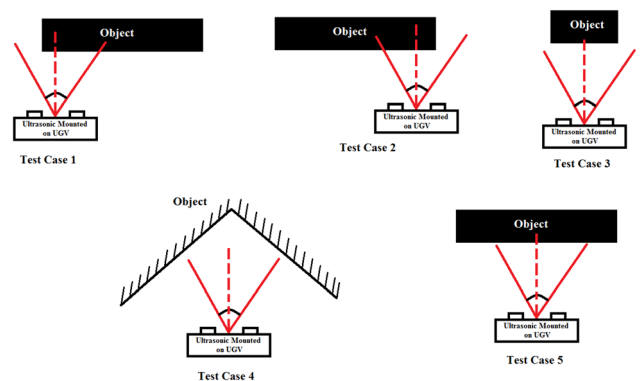 Object
Ultrasonic Mounted
on UGV
Test Case 1
Object
Ultrasonic Mounted
on UGV
Test Case 2
Object
Ultrasonic Mounted
on UGV
Test Case 3
Object
Ultrasonic Mounted
on UGV
Test Case 4
Object
Ultrasonic Mounted
on UGV
Test Case 5